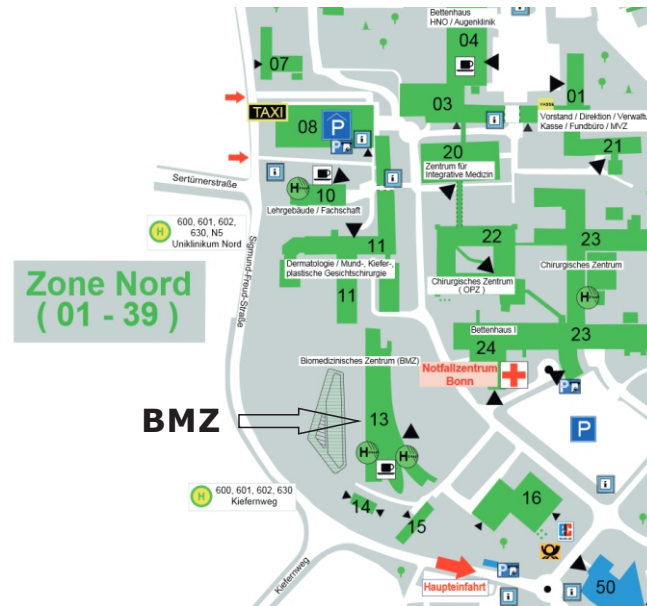 Bettenhaus
HNO / Augenklinik
04
07
03
KASSE
01
TAXI
08
P
i
Vorstand / Direktion / Verwaltu
Kasse / Fundbüro / MVZ
21
20
Zentrum für
Integrative Medizin
Sertürnerstraße
H
10
Lehrgebäude / Fachschaft
H
600, 601, 602,
630, N5
Uniklinikum Nord
Sigmund-Freud-Straße
11
Dermatologie / Mund-, Kiefer-,
plastische Gesichtschirurgie
11
22
Chirurgisches Zentrum
( OPZ )
23
Chirurgisches Zentrum
H
Zone Nord
( 01 - 39 )
Bettenhaus I
23
24
Biomedizinisches Zentrum (BMZ)
Notfallzentrum
Bonn
P
BMZ
13
P
H
H
i
H
600, 601, 602, 630
Kiefernweg
14
15
16
Kiefernweg
Haupteinfahrt
P
i
i
50